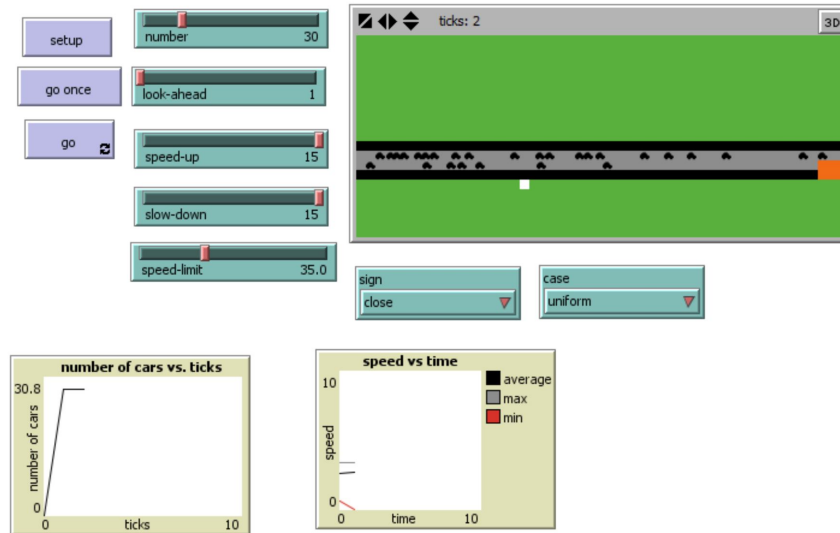 setup
go once
go
number 30
look-ahead 1
speed-up 15
slow-down 15
speed-limit 35.0
ticks: 2
3D
sign
close
case
uniform
number of cars vs. ticks
30.8
number of cars
0
0 ticks 10
speed vs time
10
speed
0
0 time 10
average
max
min